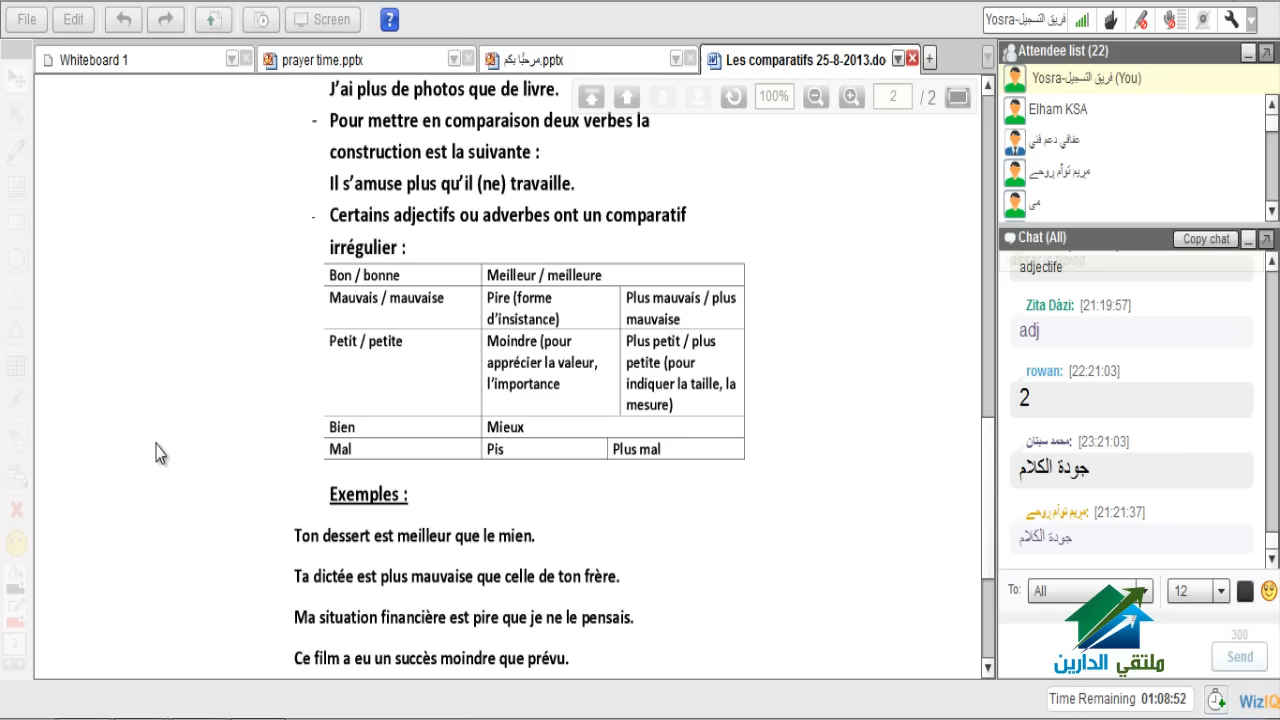 File
Edit
Screen
?
Yosra-فريق التسجيل
Whiteboard 1
prayer time.pptx
مرحبًا بكم.pptx
Les comparatifs 25-8-2013.do
100%
2
/ 2
J'ai plus de photos que de livre.
- Pour mettre en comparaison deux verbes la
construction est la suivante :
Il s'amuse plus qu'il (ne) travaille.
- Certains adjectifs ou adverbes ont un comparatif
irrégulier :
Bon / bonne
Meilleur / meilleure
Mauvais / mauvaise
Pire (forme
d'insistance)
Plus mauvais / plus
mauvaise
Petit / petite
Moindre (pour
apprécier la valeur,
l'importance
Plus petit / plus
petite (pour
indiquer la taille, la
mesure)
Bien
Mieux
Mal
Pis
Plus mal
Exemples :
Ton dessert est meilleur que le mien.
Ta dictée est plus mauvaise que celle de ton frère.
Ma situation financière est pire que je ne le pensais.
Ce film a eu un succès moindre que prévu.
Attendee list (22)
Yosra-فريق التسجيل (You)
Elham KSA
عفاقي دعم فني
مريم توأم روحے
مى
Chat (All)
Copy chat
adjectife
Zita Dàzi: [21:19:57]
adj
rowan: [22:21:03]
2
محمد سبتان: [23:21:03]
جودة الكلام
مريم توأم روحے: [21:21:37]
جودة الكلام
To:
All
12
300
Send
ملتقي الدارين
Time Remaining 01:08:52
WizIQ